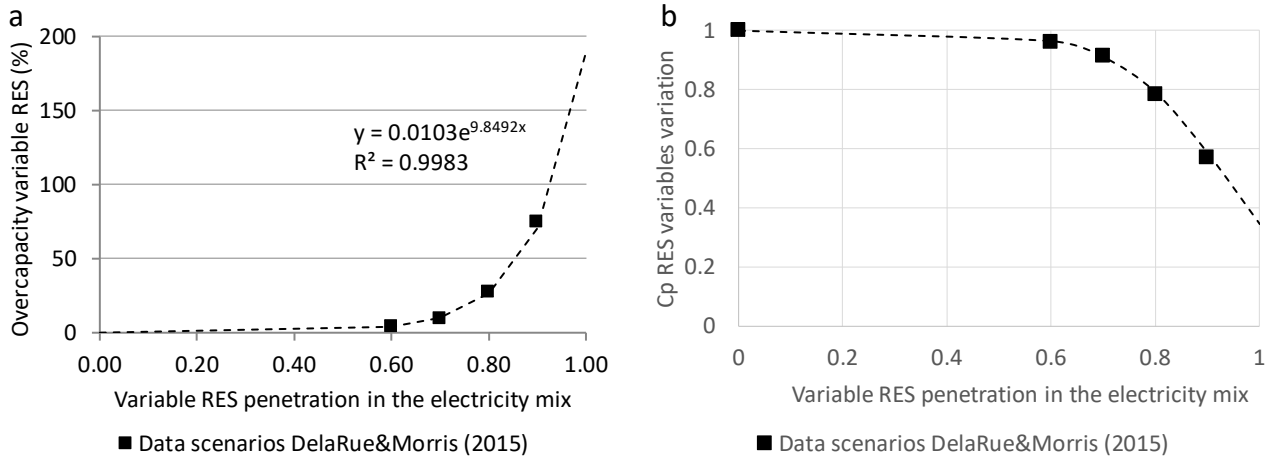 a
Overcapacity variable RES (%)
200
150
100
50
0
y = 0.0103e^9.8492x
R² = 0.9983
0.00 0.20 0.40 0.60 0.80 1.00
Variable RES penetration in the electricity mix
■ Data scenarios DelaRue&Morris (2015)
b
Cp RES variables variation
1
0.8
0.6
0.4
0.2
0
0 0.2 0.4 0.6 0.8 1
Variable RES penetration in the electricity mix
■ Data scenarios DelaRue&Morris (2015)